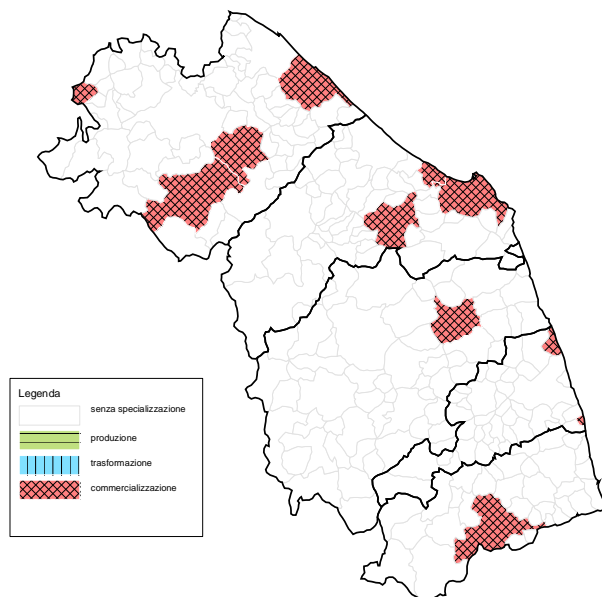 Legenda
senza specializzazione
produzione
trasformazione
commercializzazione